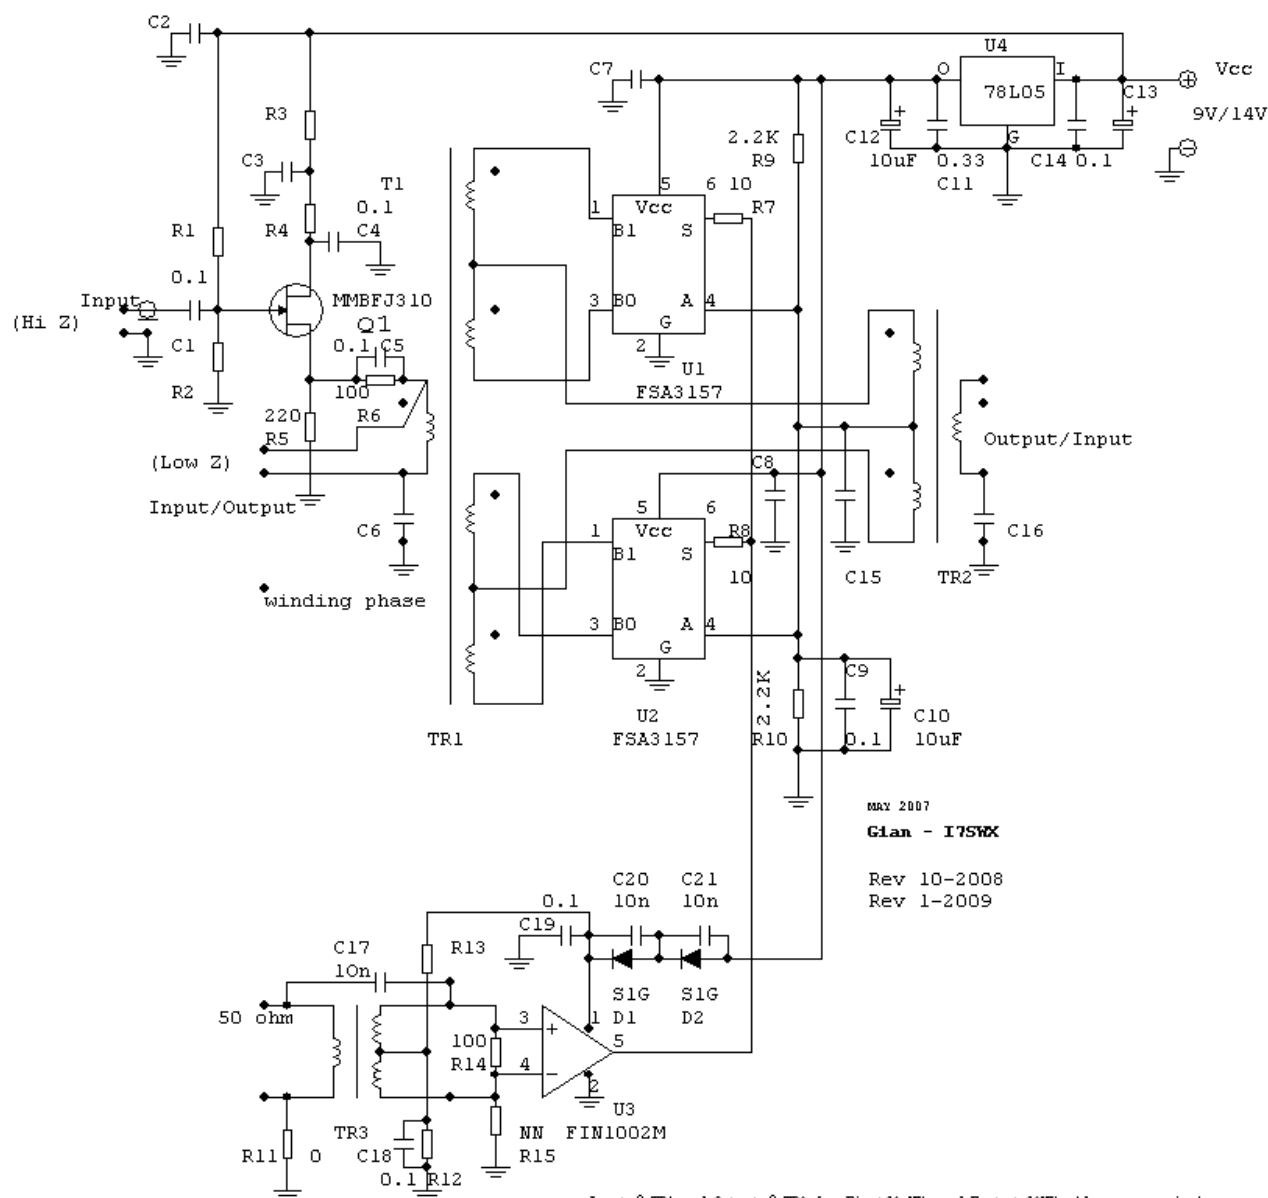 C2
U4
Vcc
C7
O
I
78L05
C13
9V/14V
R3
2.2K
R9
C12
G
10uF
0.33
C14
0.1
C11
C3
T1
0.1
C4
5
6
10
R7
Vcc
1
B1
S
R1
R4
0.1
Input
(Hi Z)
MMBFJ310
Q1
3
B0
A
4
G
2
U1
FSA3157
C1
0.1
C5
R2
100
R6
220
R5
(Low Z)
Input/Output
C6
Output/Input
C8
5
6
Vcc
R8
1
B1
S
10
C15
TR2
C16
winding phase
3
B0
A
4
G
2
U2
FSA3157
TR1
2.2K
R10
C9
0.1
C10
10uF
MAY 2007
Gian - I7SWX
Rev 10-2008
Rev 1-2009
C20
10n
C21
10n
0.1
C19
C17
10n
R13
S1G
D1
S1G
D2
50 ohm
3
+
1
100
R14
4
-
5
2
U3
FIN1002M
NN
R15
TR3
C18
0.1
R12
R11
0